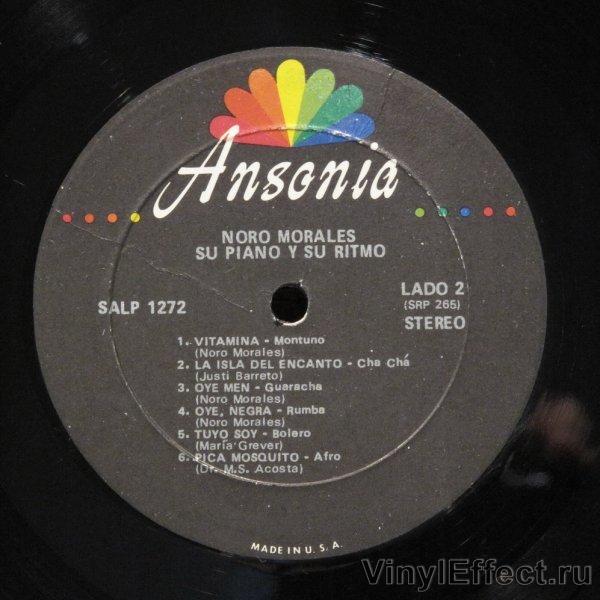 Ansonia
NORO MORALES
SU PIANO Y SU RITMO
SALP 1272
LADO 2
(SRP 265)
STEREO
1. VITAMINA - Montuno
(Noro Morales)
2. LA ISLA DEL ENCANTO - Cha Chá
(Justi Barreto)
3. OYE MEN - Guaracha
(Noro Morales)
4. OYE, NEGRA - Rumba
(Noro Morales)
5. TUYO SOY - Bolero
(María Grever)
6. PICA MOSQUITO - Afro
(Dr. M.S. Acosta)
MADE IN U. S. A.
VinylEffect.ru